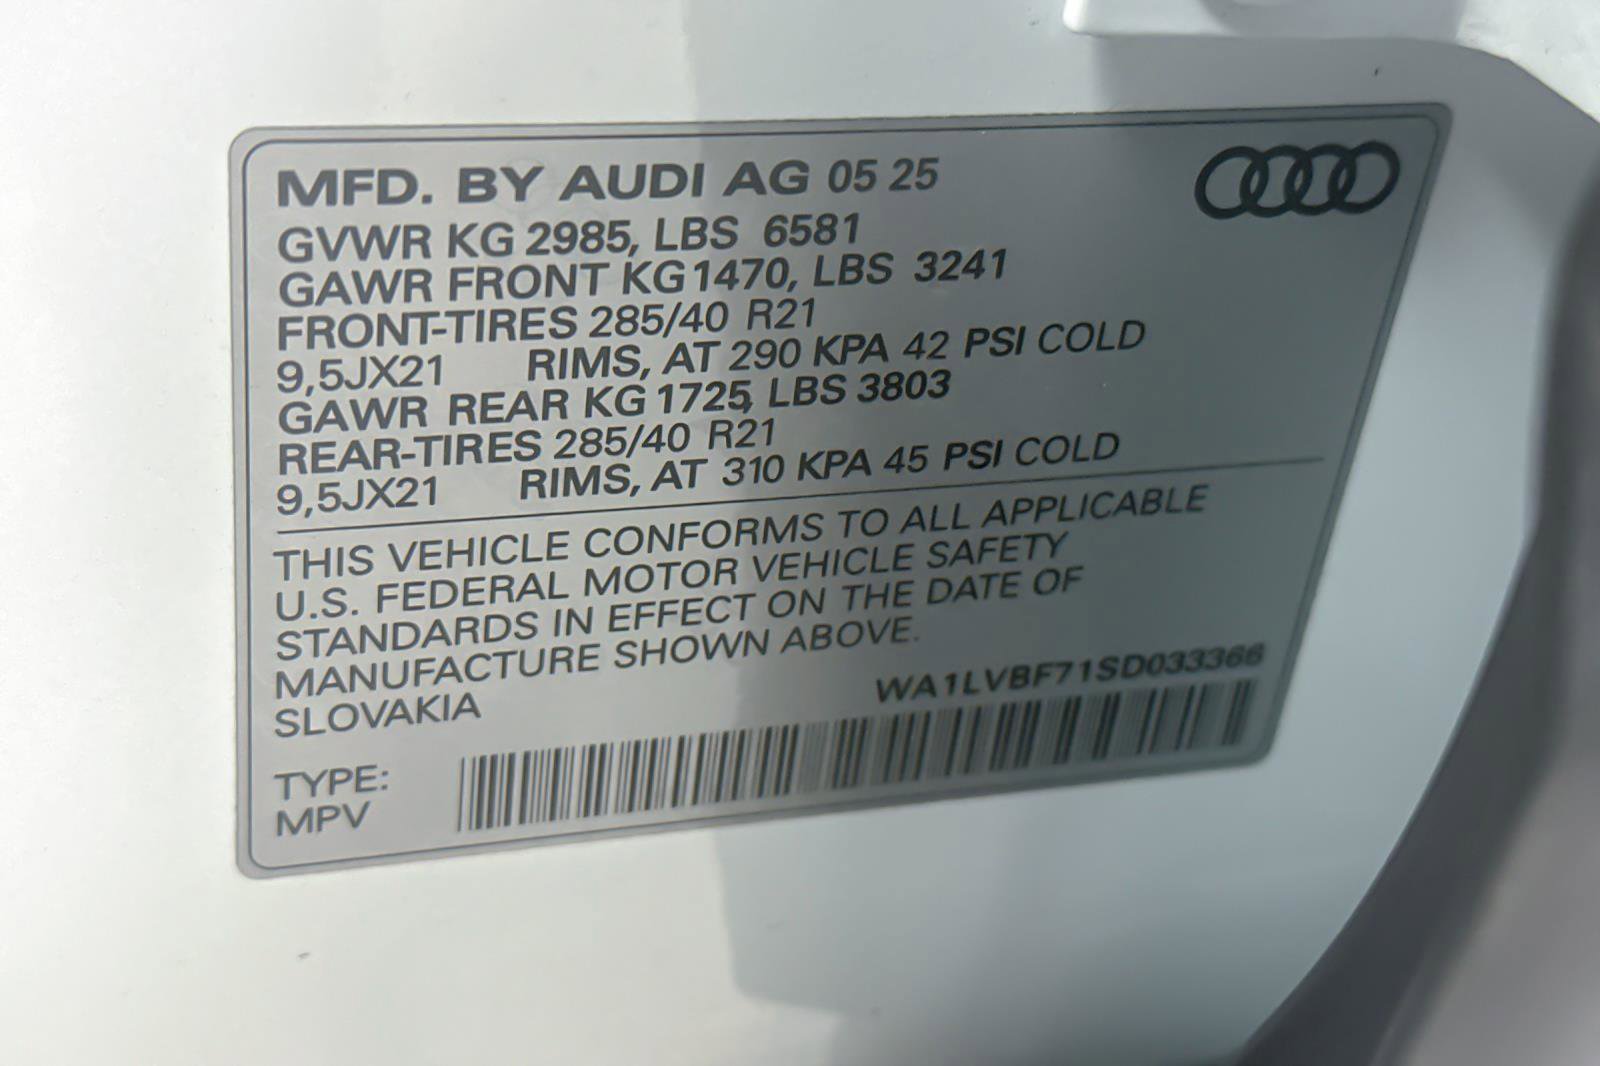 MFD. BY AUDI AG 05 25
GVWR KG 2985, LBS 6581
GAWR FRONT KG 1470, LBS 3241
FRONT-TIRES 285/40 R21
9,5JX21 RIMS, AT 290 KPA 42 PSI COLD
GAWR REAR KG 1725, LBS 3803
REAR-TIRES 285/40 R21
9,5JX21 RIMS, AT 310 KPA 45 PSI COLD
THIS VEHICLE CONFORMS TO ALL APPLICABLE
U.S. FEDERAL MOTOR VEHICLE SAFETY
STANDARDS IN EFFECT ON THE DATE OF
MANUFACTURE SHOWN ABOVE.
SLOVAKIA
WA1LVBF71SD033366
TYPE:
MPV